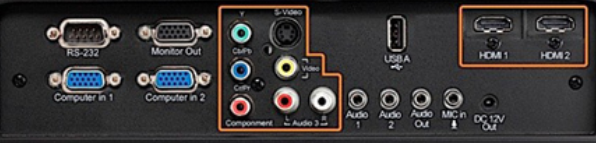 Y
S-Video
RS-232
Monitor Out
Cb/Pb
Video
USB A
HDMI 1
HDMI 2
Computer in 1
Computer in 2
Cr/Pr
Component
L
Audio 3
R
Audio 1
Audio 2
Audio Out
MIC in
DC 12V Out